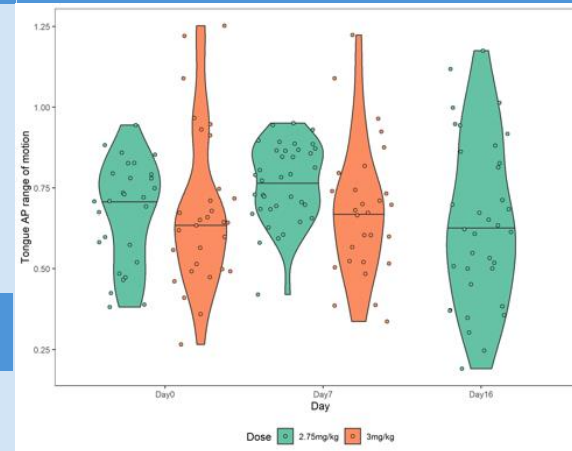 Tongue AP range of motion
1.25
1.00
0.75
0.50
0.25
Day0 Day7 Day16
Day
Dose 2.75mg/kg 3mg/kg